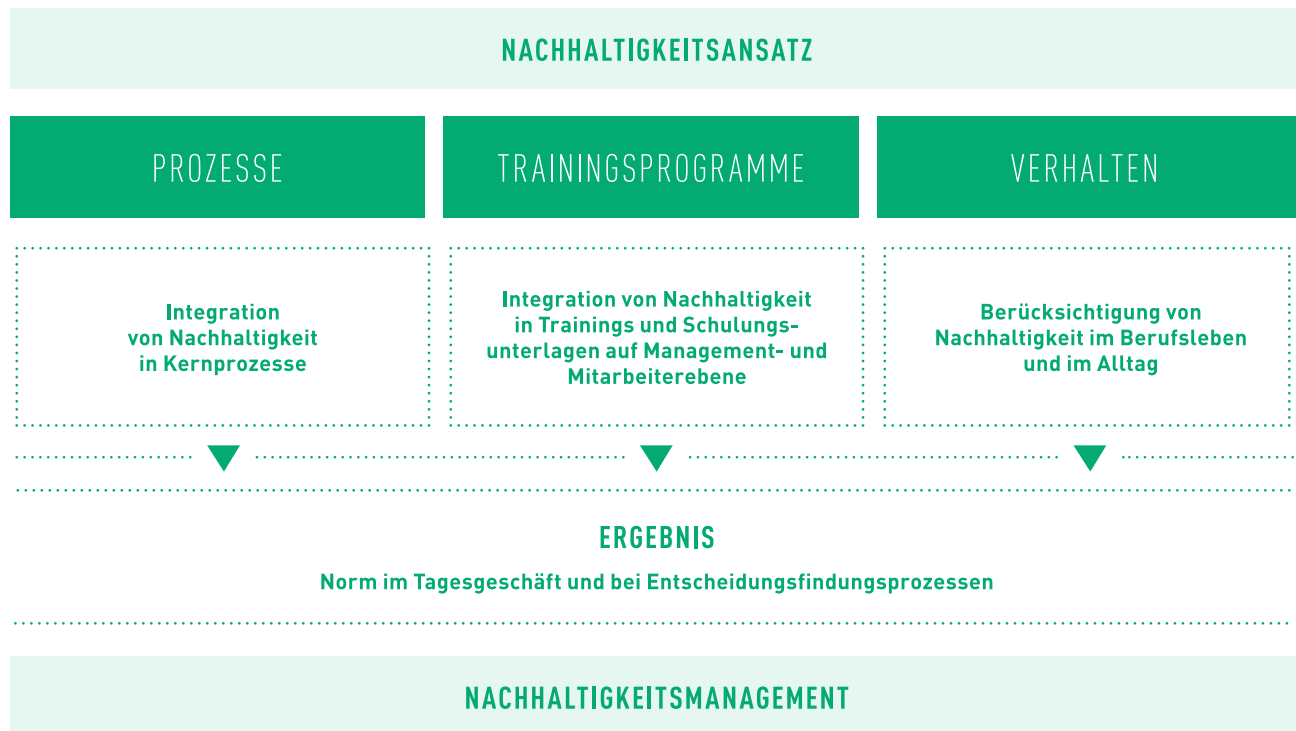 NACHHALTIGKEITSANSATZ
PROZESSE
TRAININGSPROGRAMME
VERHALTEN
Integration
von Nachhaltigkeit
in Kernprozesse
Integration von Nachhaltigkeit
in Trainings und Schulungs-
unterlagen auf Management- und
Mitarbeiterebene
Berücksichtigung von
Nachhaltigkeit im Berufsleben
und im Alltag
ERGEBNIS
Norm im Tagesgeschäft und bei Entscheidungsfindungsprozessen
NACHHALTIGKEITSMANAGEMENT